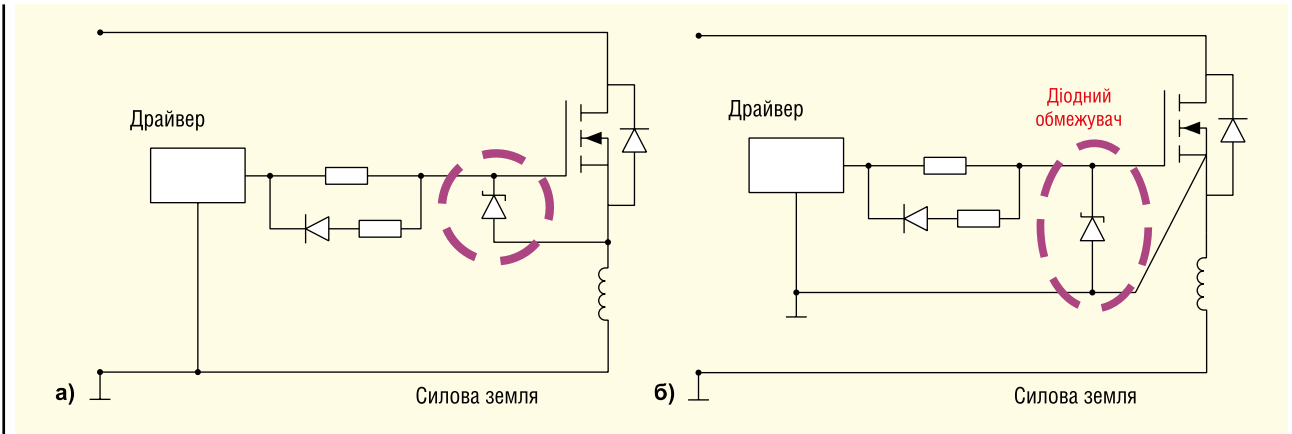 Драйвер
а)
Силова земля
Драйвер
Діодний
обмежувач
б)
Силова земля